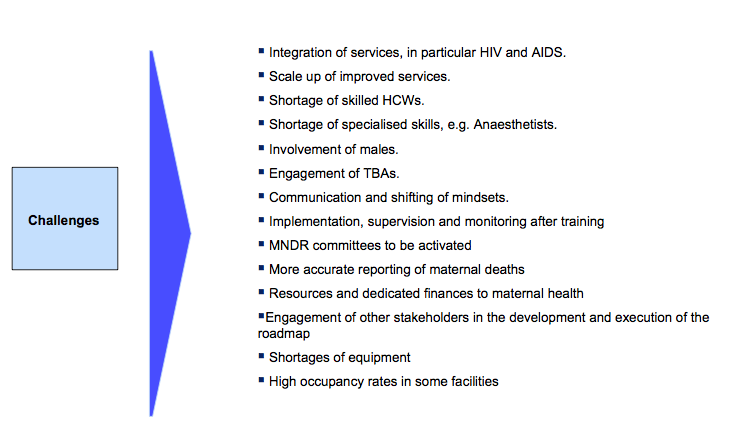 Challenges
▪ Integration of services, in particular HIV and AIDS.
▪ Scale up of improved services.
▪ Shortage of skilled HCWs.
▪ Shortage of specialised skills, e.g. Anaesthetists.
▪ Involvement of males.
▪ Engagement of TBAs.
▪ Communication and shifting of mindsets.
▪ Implementation, supervision and monitoring after training
▪ MNDR committees to be activated
▪ More accurate reporting of maternal deaths
▪ Resources and dedicated finances to maternal health
▪Engagement of other stakeholders in the development and execution of the
roadmap
▪ Shortages of equipment
▪ High occupancy rates in some facilities